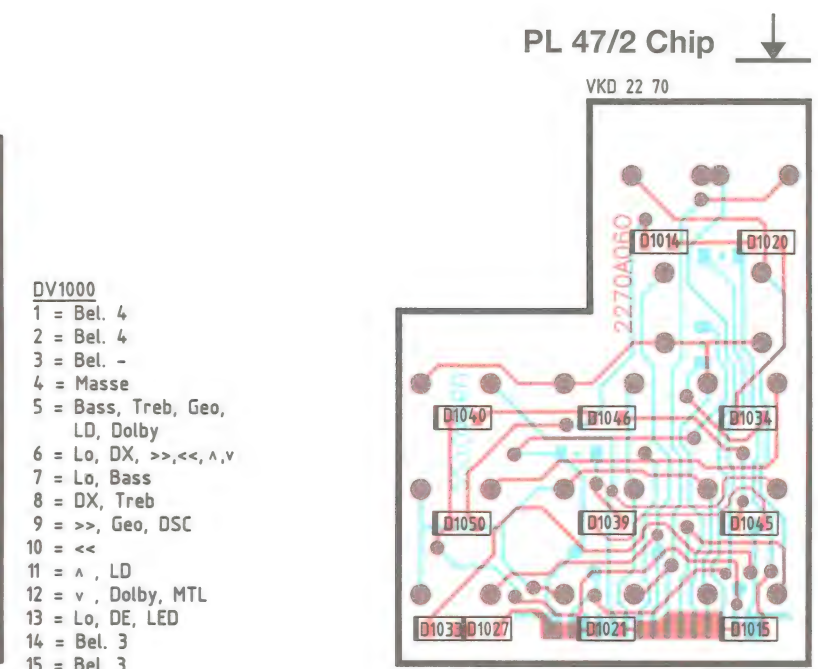 PL 47/2 Chip
VKD 22 70
D1014
D1020
2270A060
DV1000
1 = Bel. 4
2 = Bel. 4
3 = Bel. -
4 = Masse
5 = Bass, Treb, Geo,
LD, Dolby
6 = Lo, DX, >>,<<, ∧,∨
7 = Lo, Bass
8 = DX, Treb
9 = >>, Geo, DSC
10 = <<
11 = ∧ , LD
12 = ∨ , Dolby, MTL
13 = Lo, DE, LED
14 = Bel. 3
15 = Bel. 3
D1040
D1046
D1034
D1050
D1039
D1045
D1033
D1027
D1021
D1015